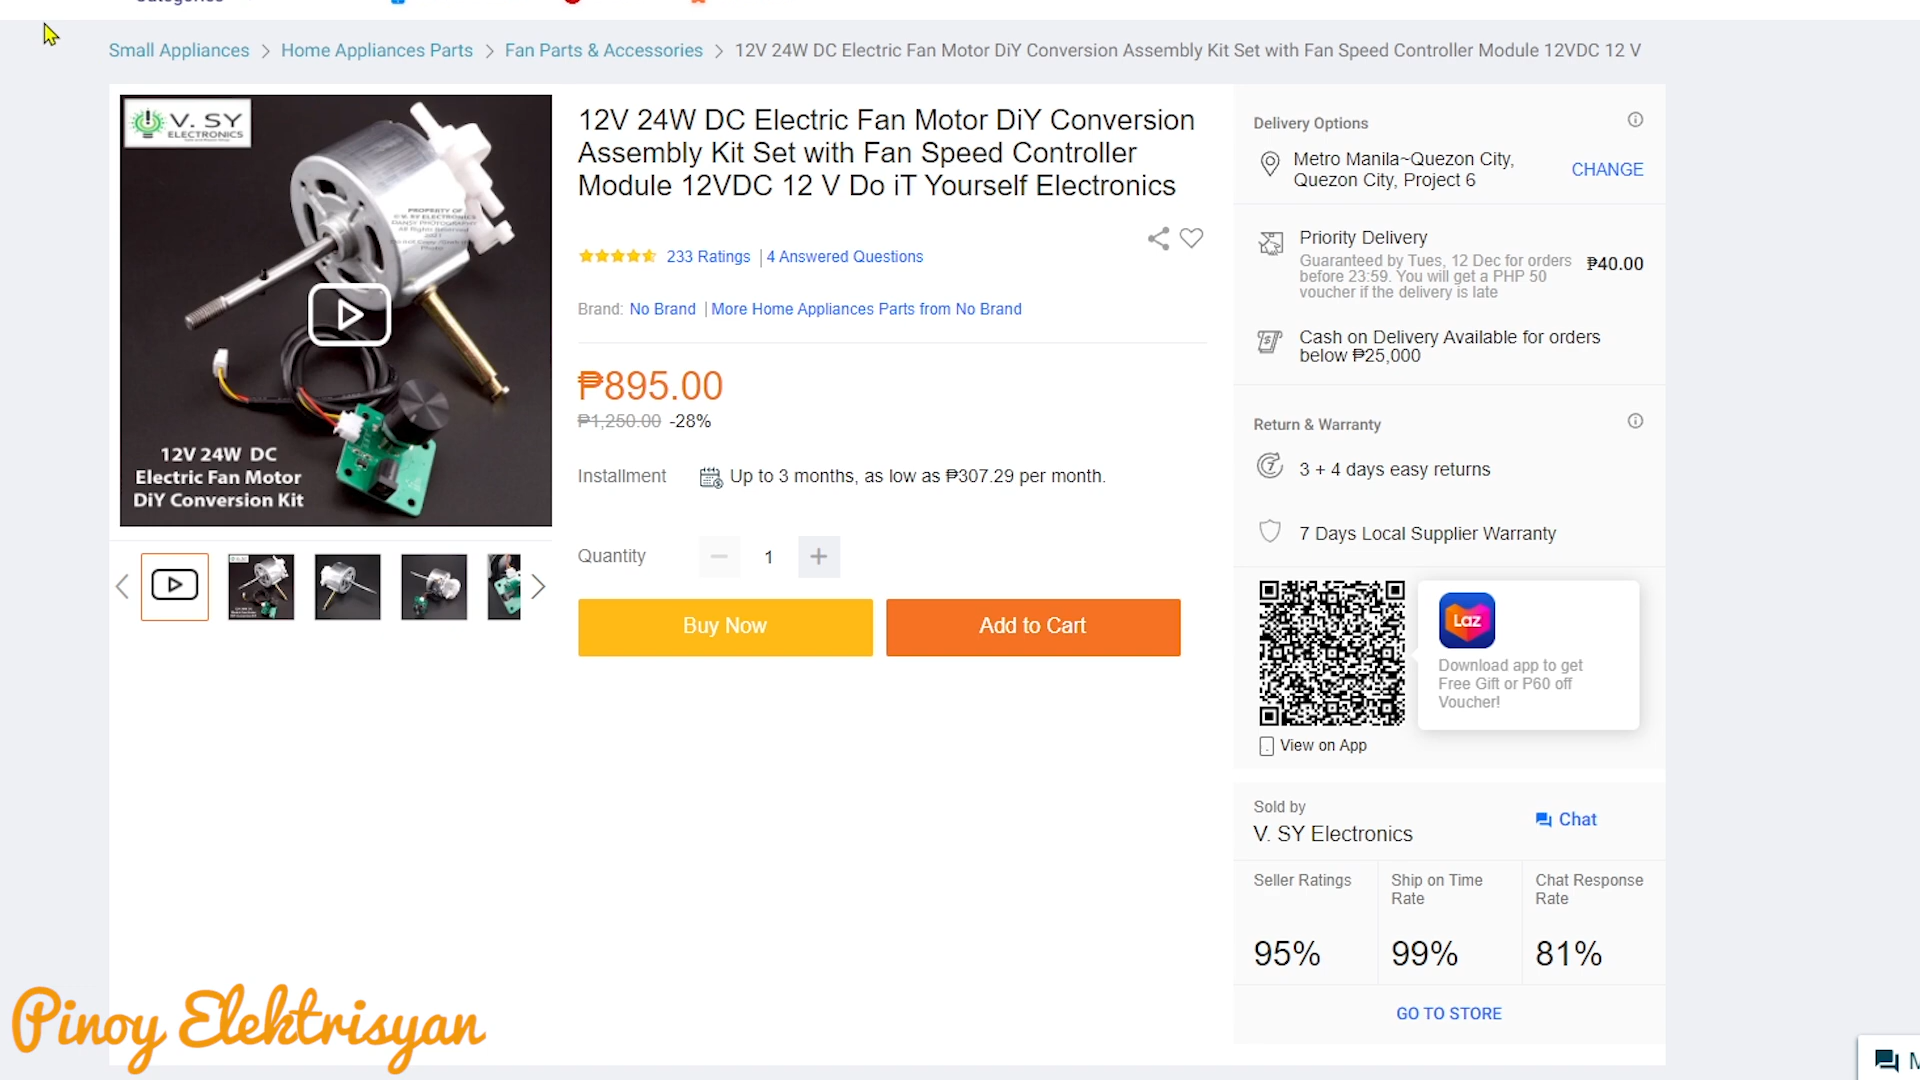 Small Appliances > Home Appliances Parts > Fan Parts & Accessories > 12V 24W DC Electric Fan Motor DiY Conversion Assembly Kit Set with Fan Speed Controller Module 12VDC 12 V
V. SY
ELECTRONICS
PROPERTY OF
© V. SY ELECTRONICS
DANSY PHOTOGRAPHY
All Rights Reserved
2021
12V 24W DC
Electric Fan Motor
DiY Conversion Kit
12V 24W DC Electric Fan Motor DiY Conversion
Assembly Kit Set with Fan Speed Controller
Module 12VDC 12 V Do iT Yourself Electronics
233 Ratings | 4 Answered Questions
Brand: No Brand | More Home Appliances Parts from No Brand
₱895.00
₱1,250.00 -28%
Installment Up to 3 months, as low as ₱307.29 per month.
Quantity 1
Buy Now Add to Cart
Delivery Options
Metro Manila~Quezon City,
Quezon City, Project 6
CHANGE
Priority Delivery
Guaranteed by Tues, 12 Dec for orders
before 23:59. You will get a PHP 50
voucher if the delivery is late
₱40.00
Cash on Delivery Available for orders
below ₱25,000
Return & Warranty
3 + 4 days easy returns
7 Days Local Supplier Warranty
Laz
Download app to get
Free Gift or P60 off
Voucher!
View on App
Sold by
V. SY Electronics
Chat
Seller Ratings
95%
Ship on Time
Rate
99%
Chat Response
Rate
81%
GO TO STORE
Pinoy Elektrisyan